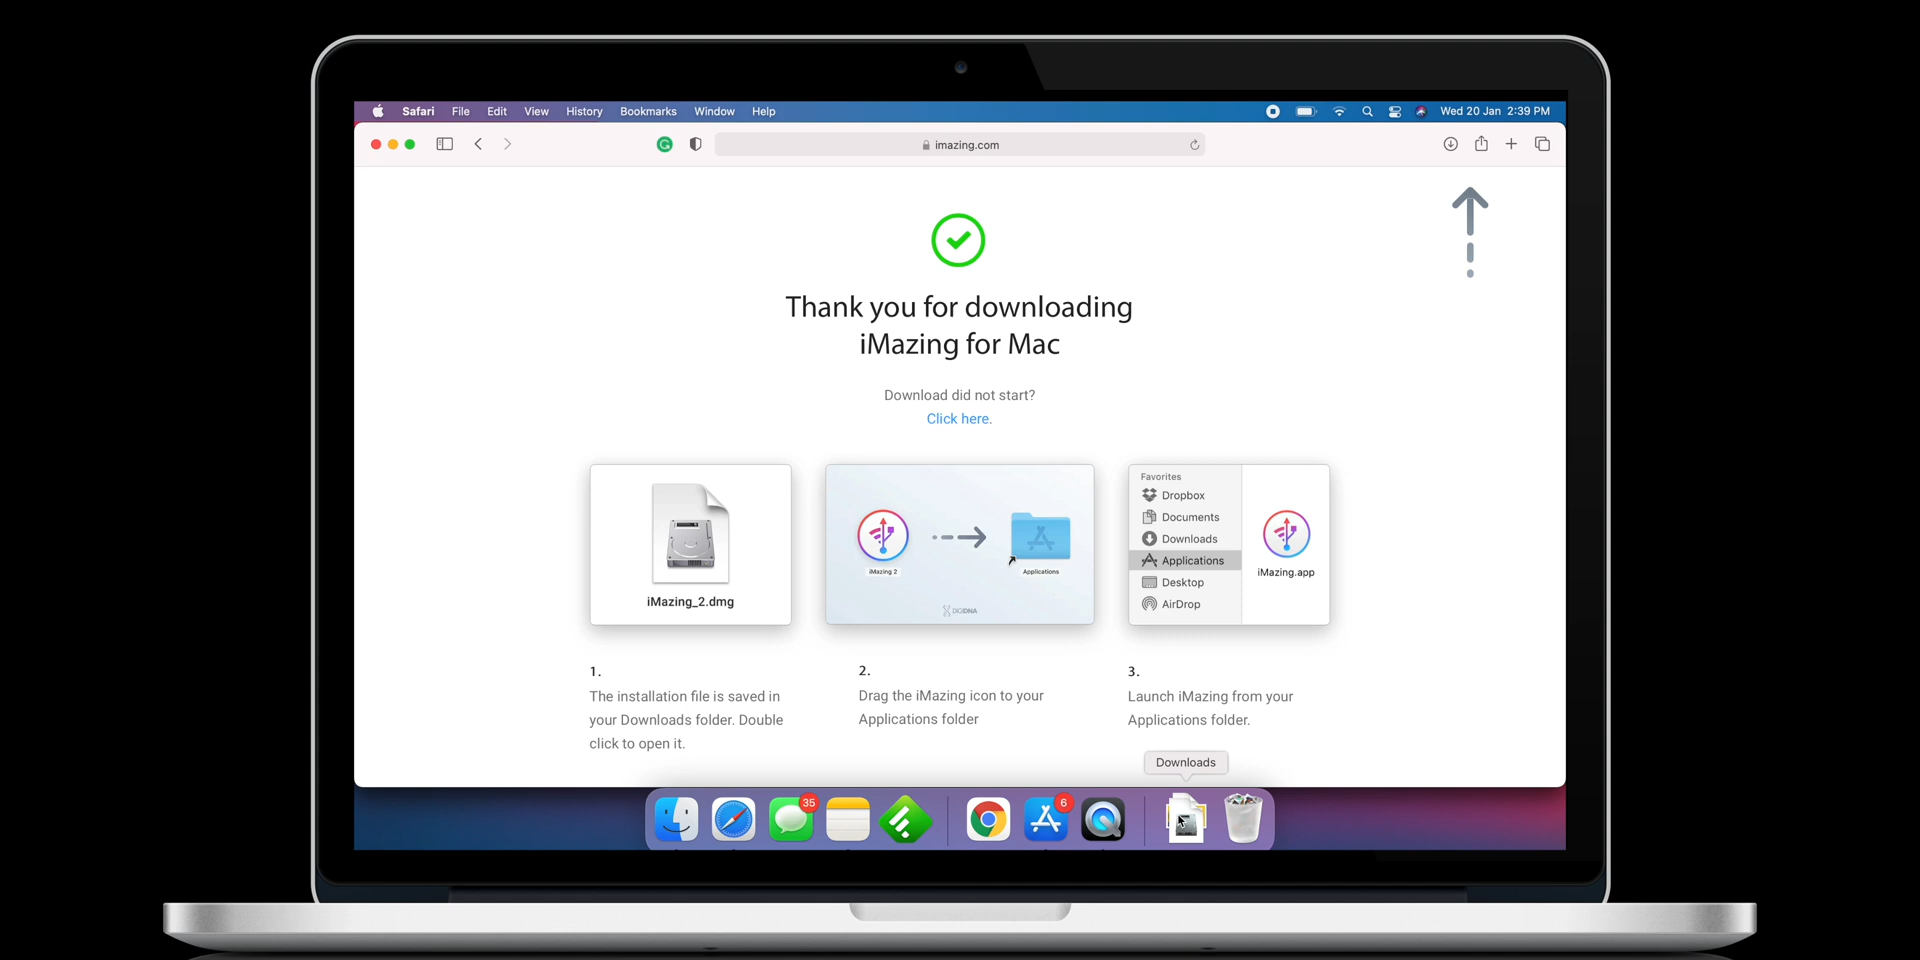 Safari File Edit View History Bookmarks Window Help
Wed 20 Jan 2:39 PM
imazing.com
Thank you for downloading
iMazing for Mac
Download did not start?
Click here.
iMazing_2.dmg
iMazing 2
Applications
DIGIDNA
Favorites
Dropbox
Documents
Downloads
Applications
Desktop
AirDrop
iMazing.app
1.
The installation file is saved in
your Downloads folder. Double
click to open it.
2.
Drag the iMazing icon to your
Applications folder
3.
Launch iMazing from your
Applications folder.
Downloads
35
6